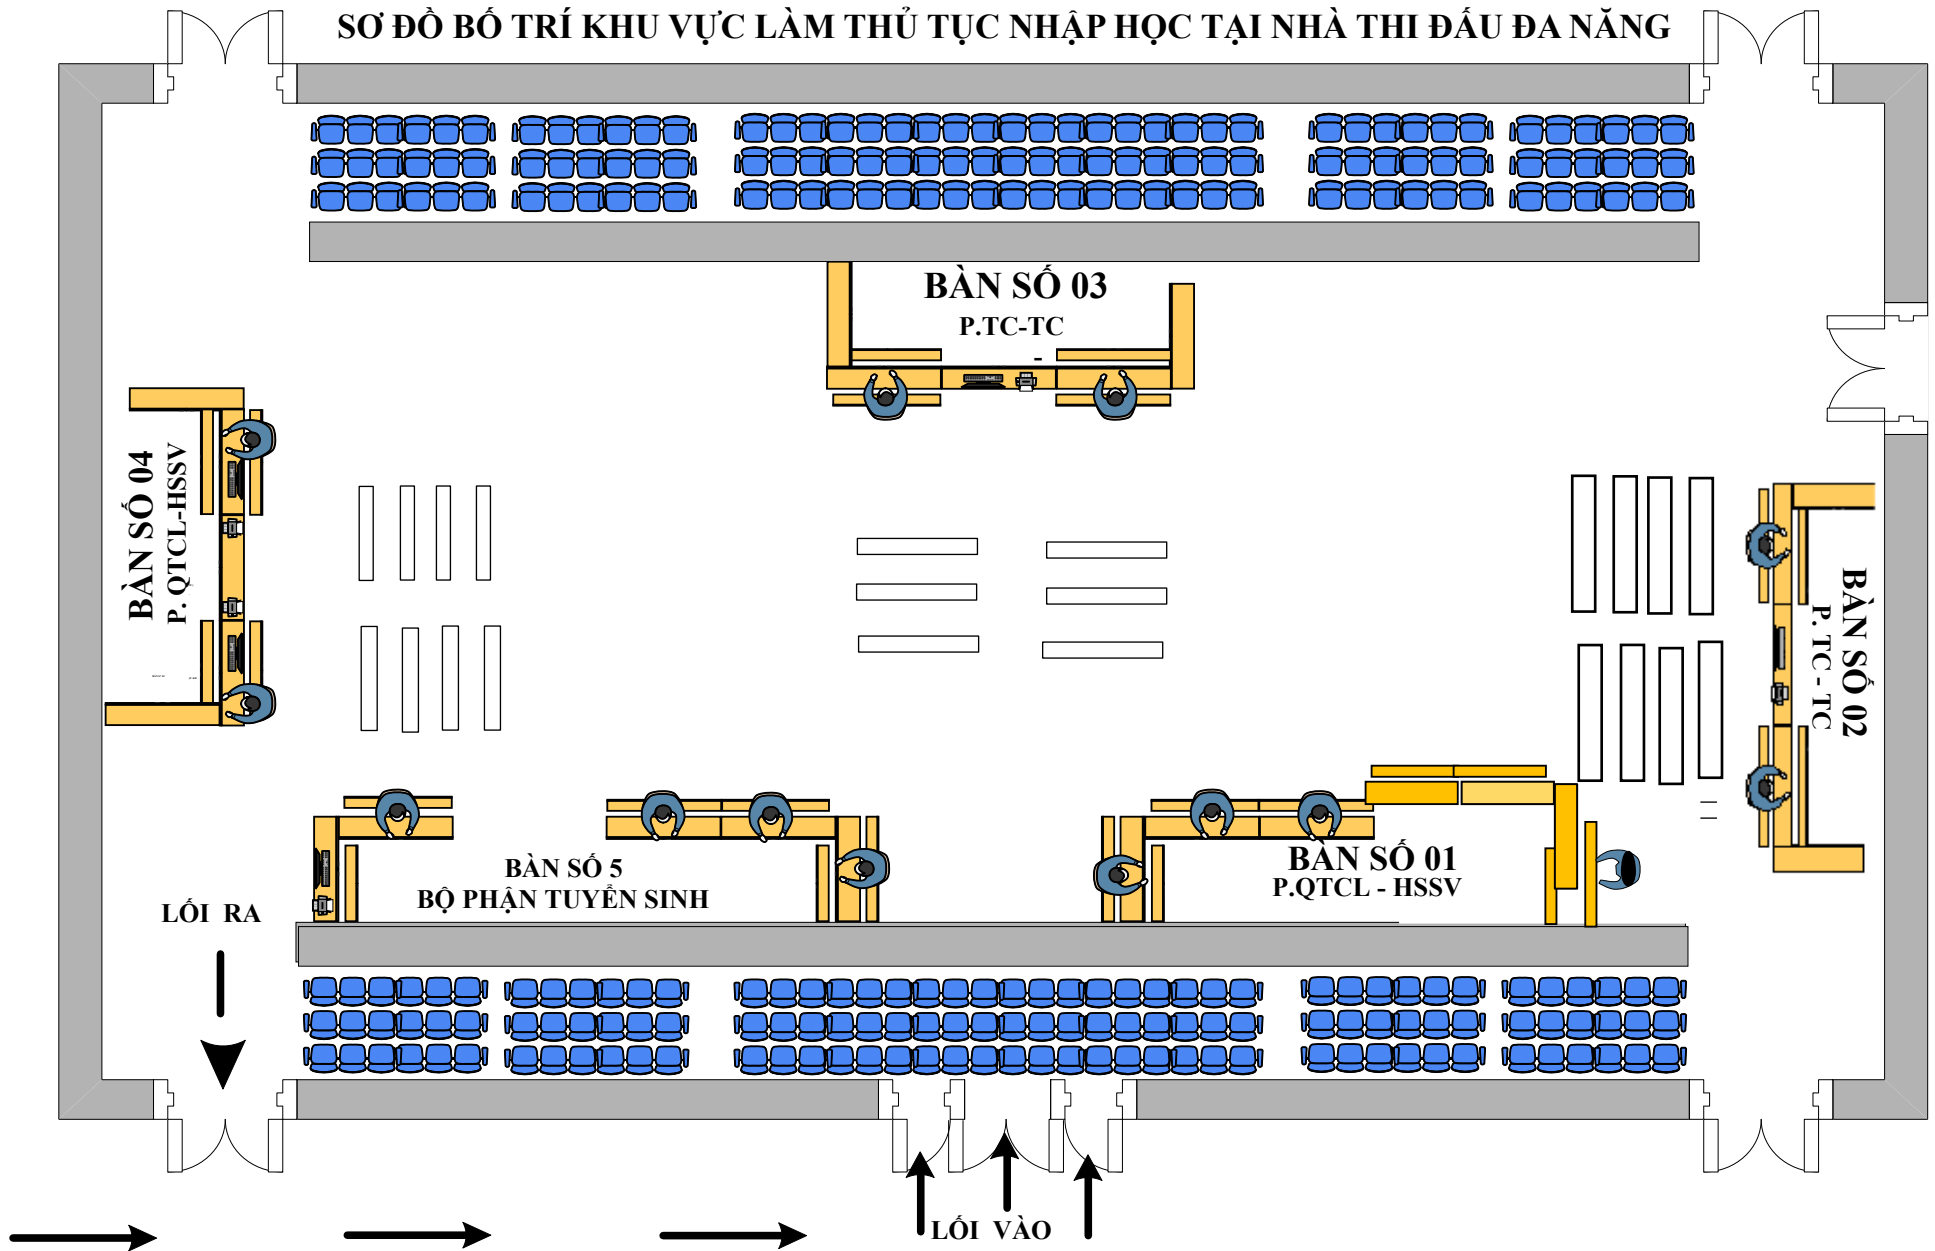 SƠ ĐỒ BỐ TRÍ KHU VỰC LÀM THỦ TỤC NHẬP HỌC TẠI NHÀ THI ĐẤU ĐA NĂNG
BÀN SỐ 03
P.TC-TC
-
BÀN SỐ 04
P. QTCL-HSSV
BÀN SỐ 02
P. TC - TC
BÀN SỐ 5
BỘ PHẬN TUYỂN SINH
BÀN SỐ 01
P.QTCL - HSSV
LỐI RA
LỐI VÀO